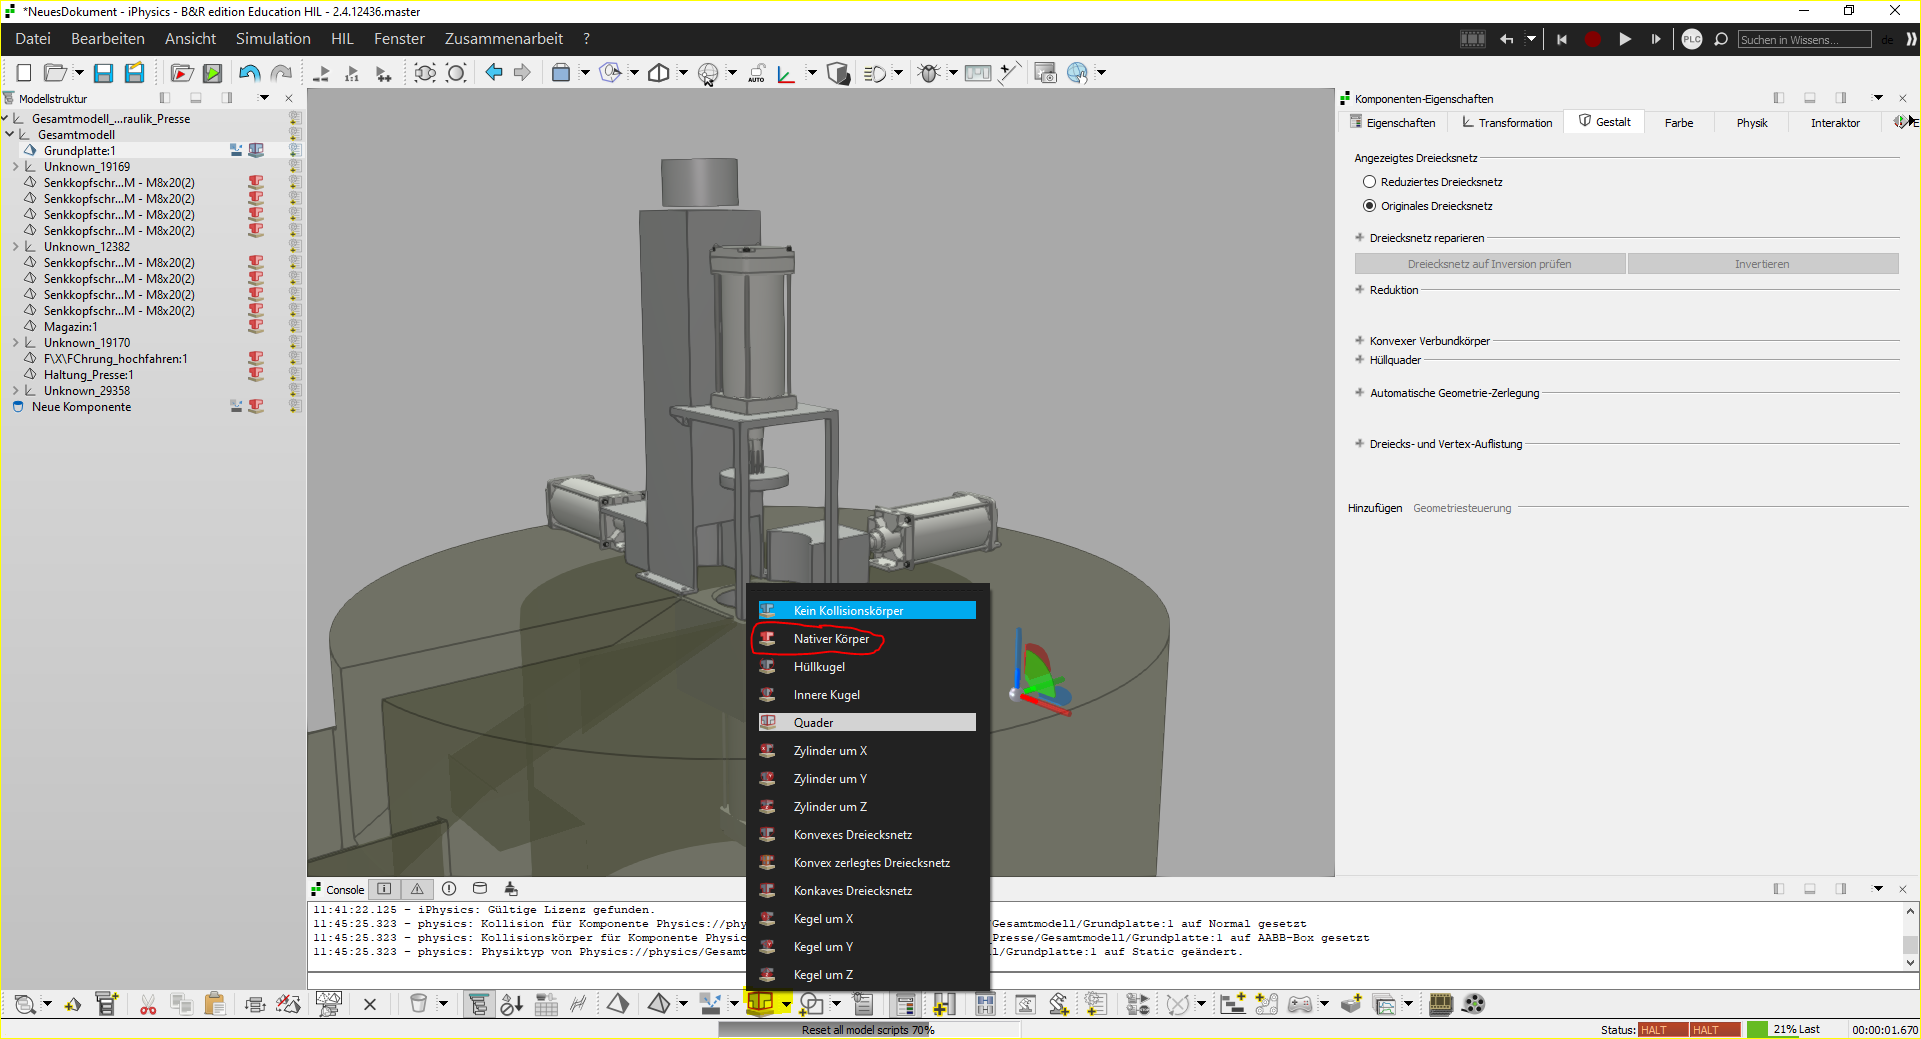 *NeuesDokument - iPhysics - B&R edition Education HIL - 2.4.12436.master
Datei Bearbeiten Ansicht Simulation HIL Fenster Zusammenarbeit ?
PLC Suchen in Wissens... de
1:1 AUTO
Modellstruktur
Gesamtmodell_...raulik_Presse
Gesamtmodell
Grundplatte:1
Unknown_19169
Senkkopfschr...M - M8x20(2)
Senkkopfschr...M - M8x20(2)
Senkkopfschr...M - M8x20(2)
Senkkopfschr...M - M8x20(2)
Unknown_12382
Senkkopfschr...M - M8x20(2)
Senkkopfschr...M - M8x20(2)
Senkkopfschr...M - M8x20(2)
Senkkopfschr...M - M8x20(2)
Magazin:1
Unknown_19170
F\X\FChrung_hochfahren:1
Haltung_Presse:1
Unknown_29358
Neue Komponente
Kein Kollisionskörper
Nativer Körper
Hüllkugel
Innere Kugel
Quader
Zylinder um X
Zylinder um Y
Zylinder um Z
Konvexes Dreiecksnetz
Konvex zerlegtes Dreiecksnetz
Konkaves Dreiecksnetz
Kegel um X
Kegel um Y
Kegel um Z
Komponenten-Eigenschaften
Eigenschaften Transformation Gestalt Farbe Physik Interaktor E
Angezeigtes Dreiecksnetz
Reduziertes Dreiecksnetz
Originales Dreiecksnetz
Dreiecksnetz reparieren
Dreiecksnetz auf Inversion prüfen Invertieren
Reduktion
Konvexer Verbundkörper
Hüllquader
Automatische Geometrie-Zerlegung
Dreiecks- und Vertex-Auflistung
Hinzufügen Geometriesteuerung
Console
11:41:22.125 - iPhysics: Gültige Lizenz gefunden.
11:45:25.323 - physics: Kollision für Komponente Physics://phy /Gesamtmodell/Grundplatte:1 auf Normal gesetzt
11:45:25.323 - physics: Kollisionskörper für Komponente Physic _Presse/Gesamtmodell/Grundplatte:1 auf AABB-Box gesetzt
11:45:25.323 - physics: Physiktyp von Physics://physics/Gesam l/Grundplatte:1 auf Static geändert.
Reset all model scripts 70%
Status: HALT HALT 21% Last 00:00:01.670